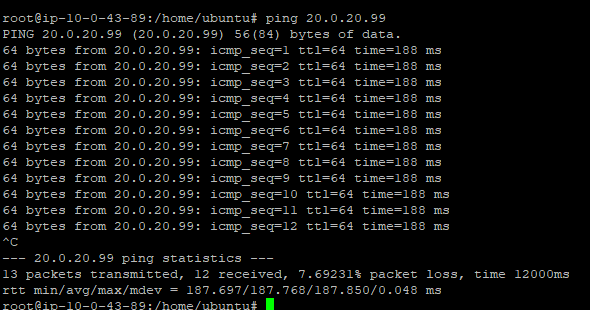 root@ip-10-0-43-89:/home/ubuntu# ping 20.0.20.99
PING 20.0.20.99 (20.0.20.99) 56(84) bytes of data.
64 bytes from 20.0.20.99: icmp_seq=1 ttl=64 time=188 ms
64 bytes from 20.0.20.99: icmp_seq=2 ttl=64 time=188 ms
64 bytes from 20.0.20.99: icmp_seq=3 ttl=64 time=188 ms
64 bytes from 20.0.20.99: icmp_seq=4 ttl=64 time=188 ms
64 bytes from 20.0.20.99: icmp_seq=5 ttl=64 time=188 ms
64 bytes from 20.0.20.99: icmp_seq=6 ttl=64 time=188 ms
64 bytes from 20.0.20.99: icmp_seq=7 ttl=64 time=188 ms
64 bytes from 20.0.20.99: icmp_seq=8 ttl=64 time=188 ms
64 bytes from 20.0.20.99: icmp_seq=9 ttl=64 time=188 ms
64 bytes from 20.0.20.99: icmp_seq=10 ttl=64 time=188 ms
64 bytes from 20.0.20.99: icmp_seq=11 ttl=64 time=188 ms
64 bytes from 20.0.20.99: icmp_seq=12 ttl=64 time=188 ms
^C
--- 20.0.20.99 ping statistics ---
13 packets transmitted, 12 received, 7.69231% packet loss, time 12000ms
rtt min/avg/max/mdev = 187.697/187.768/187.850/0.048 ms
root@ip-10-0-43-89:/home/ubuntu#